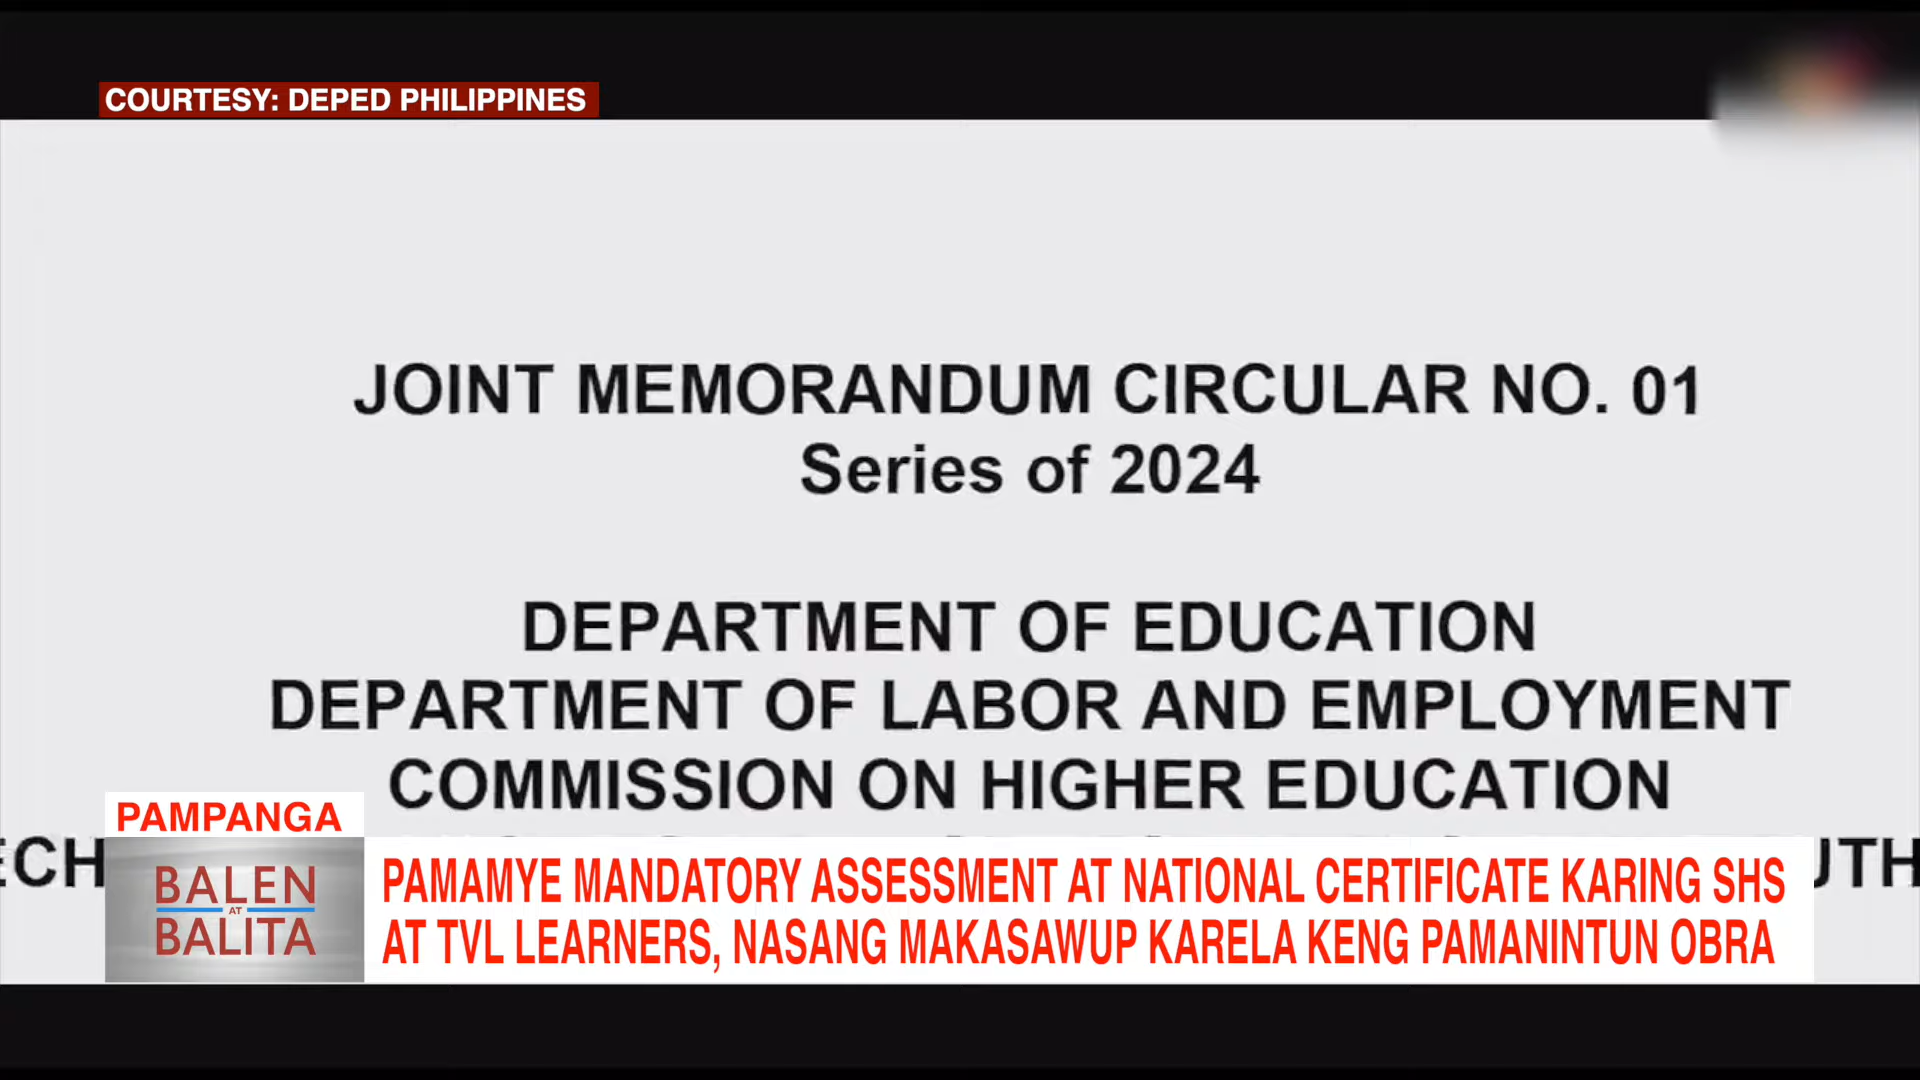 COURTESY: DEPED PHILIPPINES
JOINT MEMORANDUM CIRCULAR NO. 01
Series of 2024
DEPARTMENT OF EDUCATION
DEPARTMENT OF LABOR AND EMPLOYMENT
COMMISSION ON HIGHER EDUCATION
PAMPANGA
BALEN
AT
BALITA
PAMAMYE MANDATORY ASSESSMENT AT NATIONAL CERTIFICATE KARING SHS
AT TVL LEARNERS, NASANG MAKASAWUP KARELA KENG PAMANINTUN OBRA